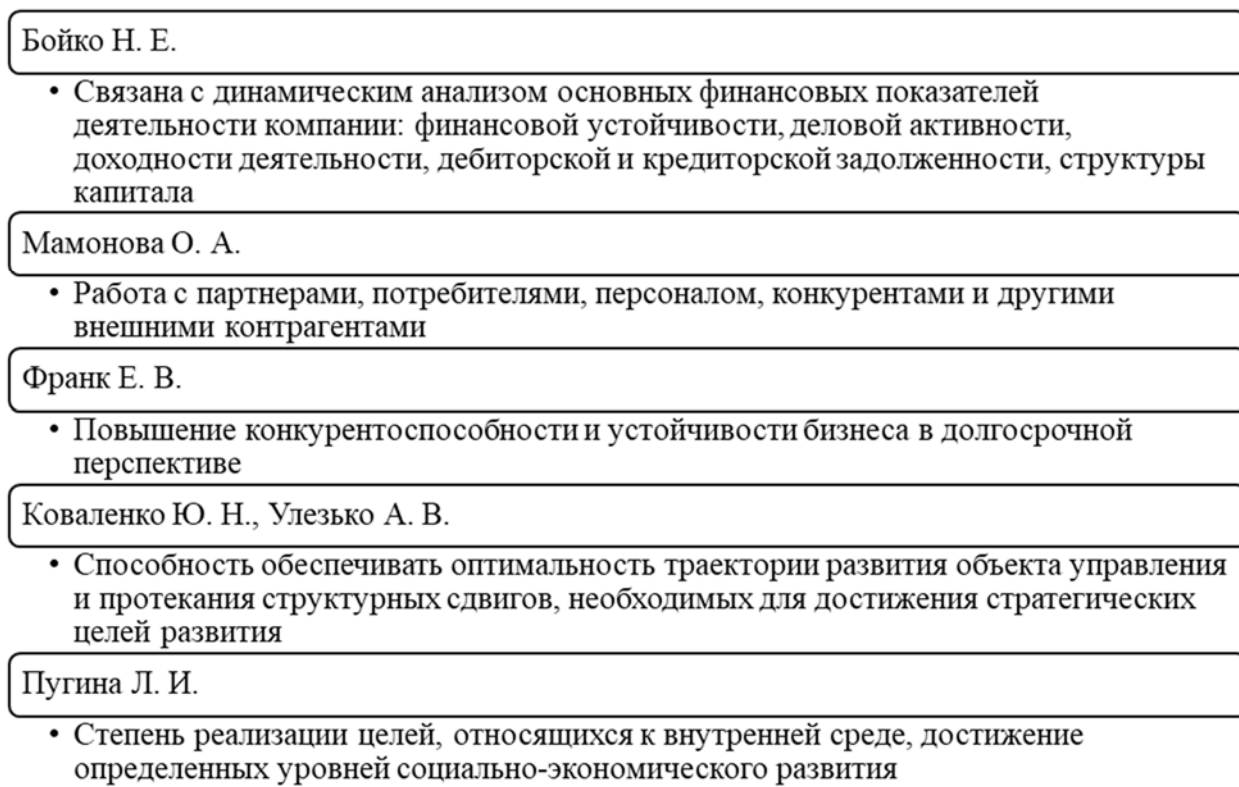 Бойко Н. Е.
• Связана с динамическим анализом основных финансовых показателей
деятельности компании: финансовой устойчивости, деловой активности,
доходности деятельности, дебиторской и кредиторской задолженности, структуры
капитала
Мамонова О. А.
• Работа с партнерами, потребителями, персоналом, конкурентами и другими
внешними контрагентами
Франк Е. В.
• Повышение конкурентоспособности и устойчивости бизнеса в долгосрочной
перспективе
Коваленко Ю. Н., Улезько А. В.
• Способность обеспечивать оптимальность траектории развития объекта управления
и протекания структурных сдвигов, необходимых для достижения стратегических
целей развития
Пугина Л. И.
• Степень реализации целей, относящихся к внутренней среде, достижение
определенных уровней социально-экономического развития